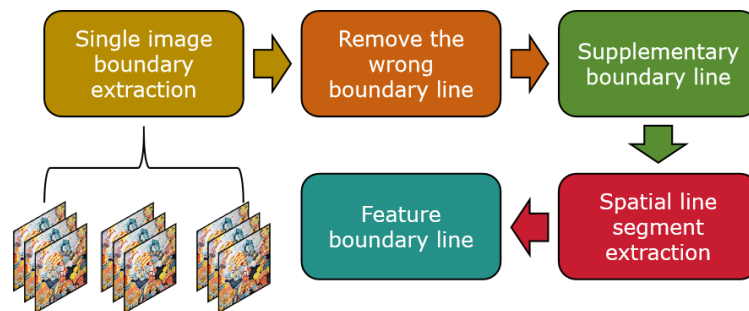 Single image
boundary
extraction
Remove the
wrong
boundary line
Supplementary
boundary line
Spatial line
segment
extraction
Feature
boundary line